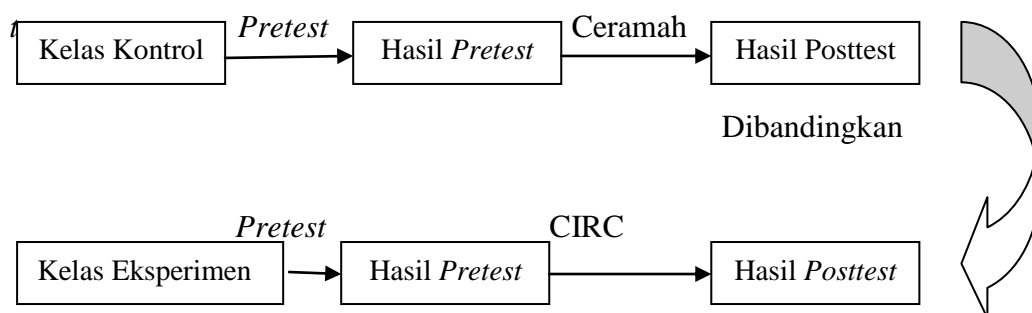 t
Pretest Ceramah
Kelas Kontrol Hasil Pretest Hasil Posttest
Dibandingkan
Pretest CIRC
Kelas Eksperimen Hasil Pretest Hasil Posttest